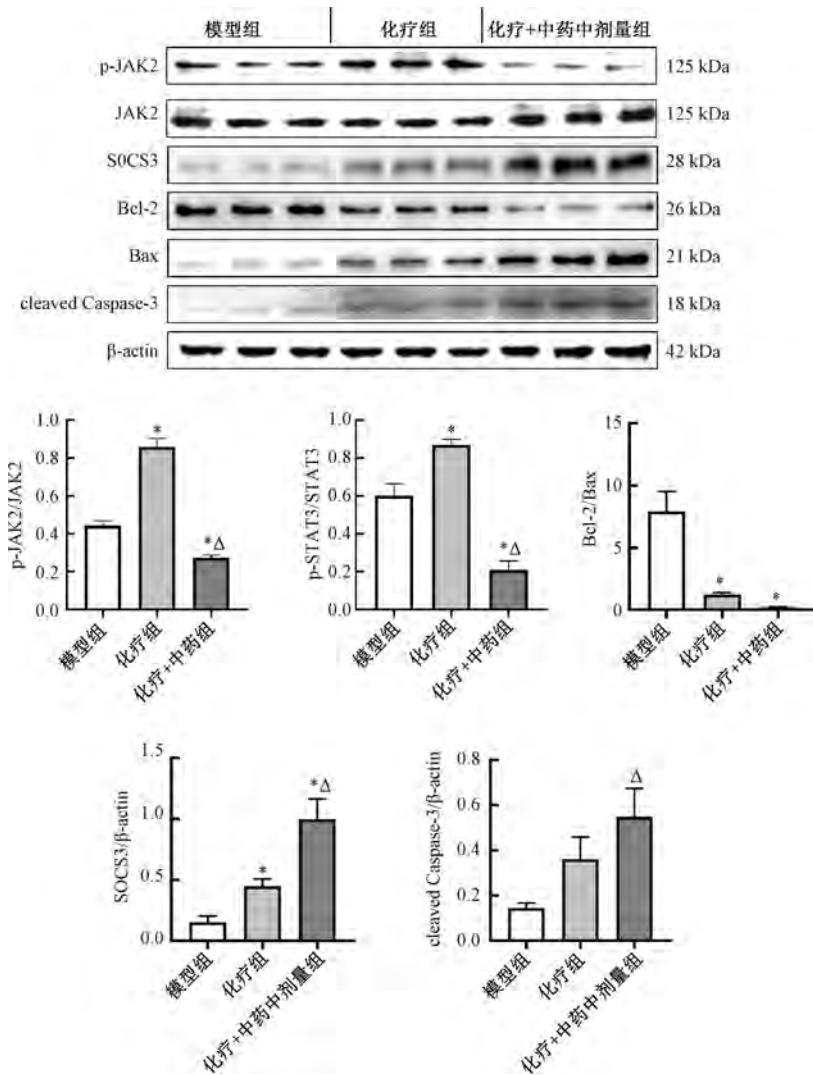 模型组 化疗组 化疗+中药中剂量组
p-JAK2 125 kDa
JAK2 125 kDa
S0CS3 28 kDa
Bcl-2 26 kDa
Bax 21 kDa
cleaved Caspase-3 18 kDa
β-actin 42 kDa
p-JAK2/JAK2
1.0
0.8
0.6
0.4
0.2
0.0
*
*Δ
模型组
化疗组
化疗+中药组
p-STAT3/STAT3
1.0
0.8
0.6
0.4
0.2
0.0
*
*Δ
模型组
化疗组
化疗+中药组
Bcl-2/Bax
15
10
5
0
*
*
模型组
化疗组
化疗+中药组
SOCS3/β-actin
1.5
1.0
0.5
0.0
*
*Δ
模型组
化疗组
化疗+中药中剂量组
cleaved Caspase-3/β-actin
0.8
0.6
0.4
0.2
0.0
Δ
模型组
化疗组
化疗+中药中剂量组